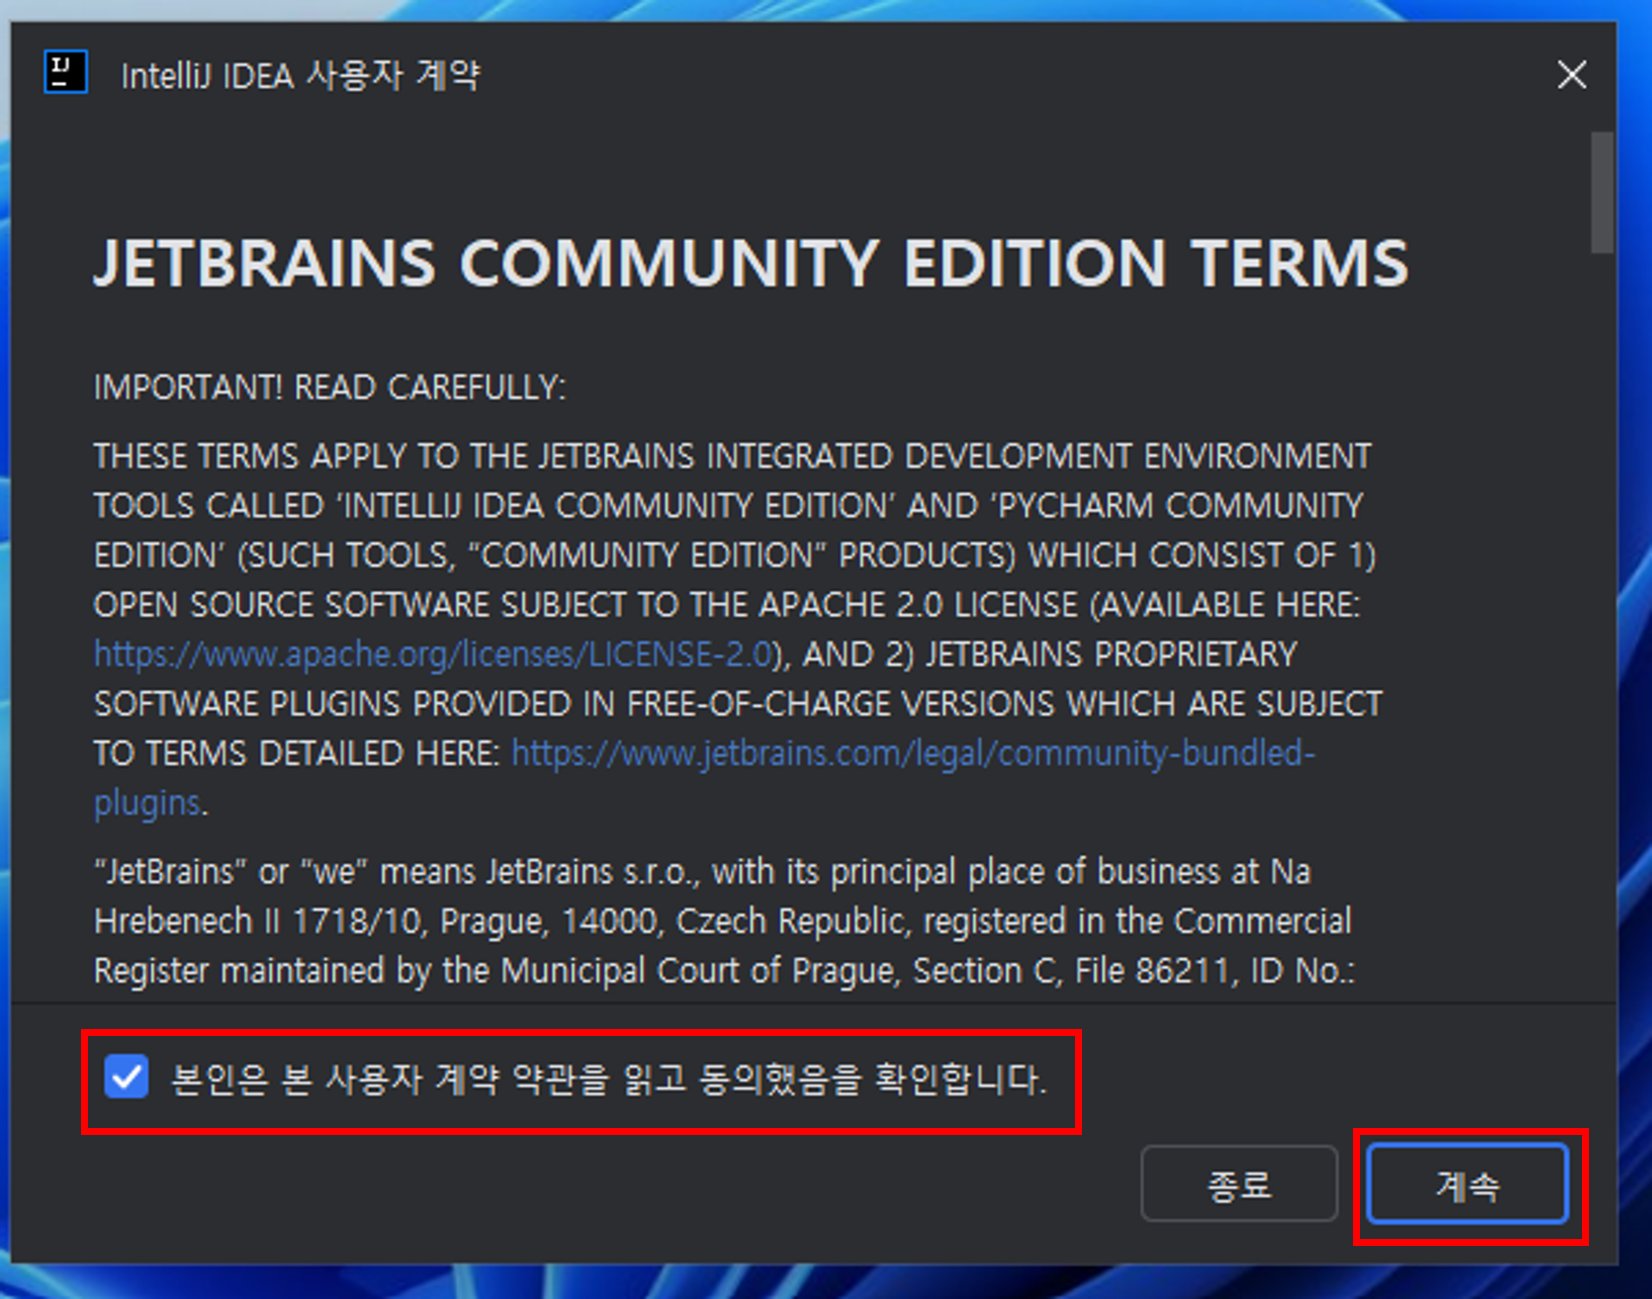 IJ
IntelliJ IDEA 사용자 계약
JETBRAINS COMMUNITY EDITION TERMS
IMPORTANT! READ CAREFULLY:
THESE TERMS APPLY TO THE JETBRAINS INTEGRATED DEVELOPMENT ENVIRONMENT
TOOLS CALLED ‘INTELLIJ IDEA COMMUNITY EDITION’ AND ‘PYCHARM COMMUNITY
EDITION’ (SUCH TOOLS, “COMMUNITY EDITION” PRODUCTS) WHICH CONSIST OF 1)
OPEN SOURCE SOFTWARE SUBJECT TO THE APACHE 2.0 LICENSE (AVAILABLE HERE:
https://www.apache.org/licenses/LICENSE-2.0), AND 2) JETBRAINS PROPRIETARY
SOFTWARE PLUGINS PROVIDED IN FREE-OF-CHARGE VERSIONS WHICH ARE SUBJECT
TO TERMS DETAILED HERE: https://www.jetbrains.com/legal/community-bundled-
plugins.
“JetBrains” or “we” means JetBrains s.r.o., with its principal place of business at Na
Hrebenech II 1718/10, Prague, 14000, Czech Republic, registered in the Commercial
Register maintained by the Municipal Court of Prague, Section C, File 86211, ID No.:
본인은 본 사용자 계약 약관을 읽고 동의했음을 확인합니다.
종료
계속